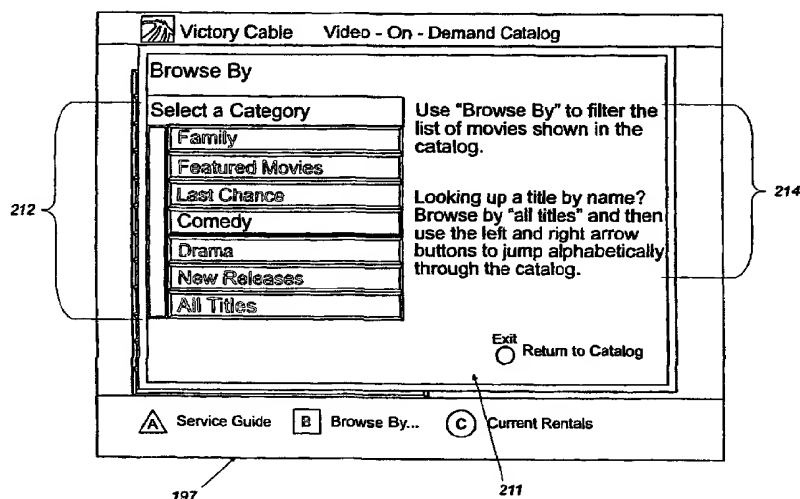 Victory Cable Video - On - Demand Catalog
Browse By
Select a Category
Family
Featured Movies
Last Chance
Comedy
Drama
New Releases
All Titles
Use "Browse By" to filter the
list of movies shown in the
catalog.
Looking up a title by name?
Browse by "all titles" and then
use the left and right arrow
buttons to jump alphabetically
through the catalog.
Exit
Return to Catalog
A Service Guide B Browse By... C Current Rentals
212
214
197
211